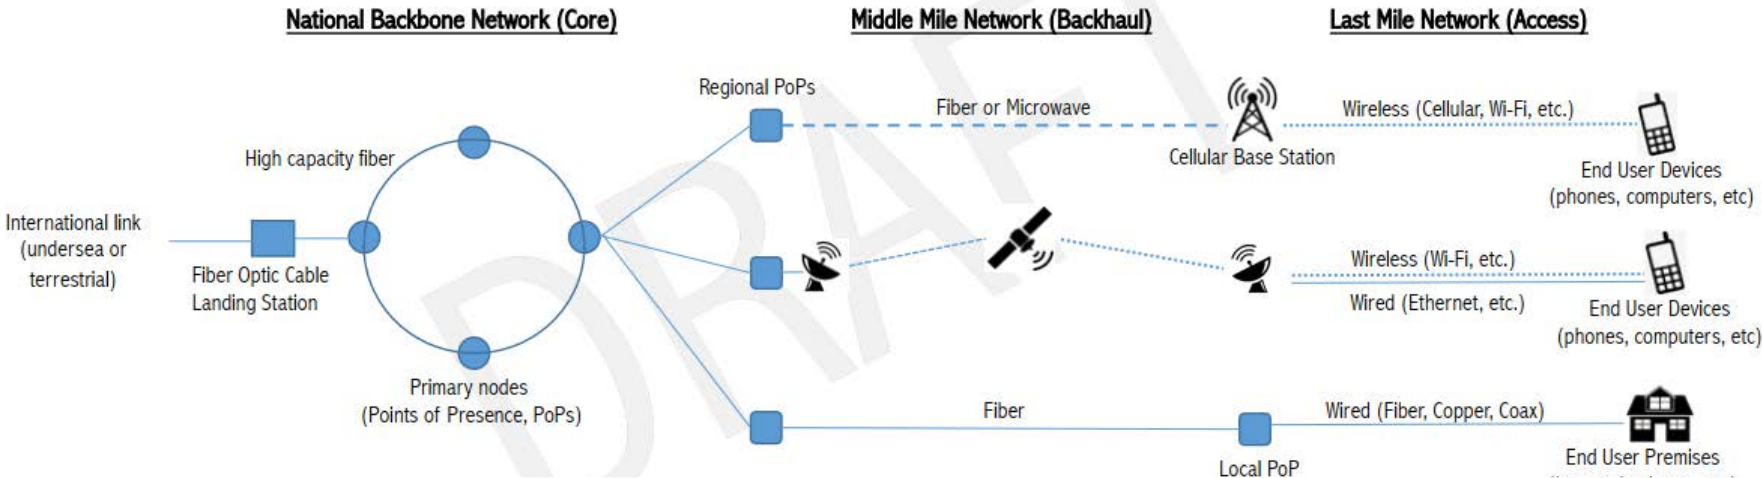 National Backbone Network (Core)
Middle Mile Network (Backhaul)
Last Mile Network (Access)
Regional PoPs
Fiber or Microwave
Wireless (Cellular, Wi-Fi, etc.)
High capacity fiber
Cellular Base Station
End User Devices
(phones, computers, etc)
International link
(undersea or
terrestrial)
Fiber Optic Cable
Landing Station
Wireless (Wi-Fi, etc.)
Wired (Ethernet, etc.)
End User Devices
(phones, computers, etc)
Primary nodes
(Points of Presence, PoPs)
Fiber
Wired (Fiber, Copper, Coax)
Local PoP
End User Premises
DRAFT